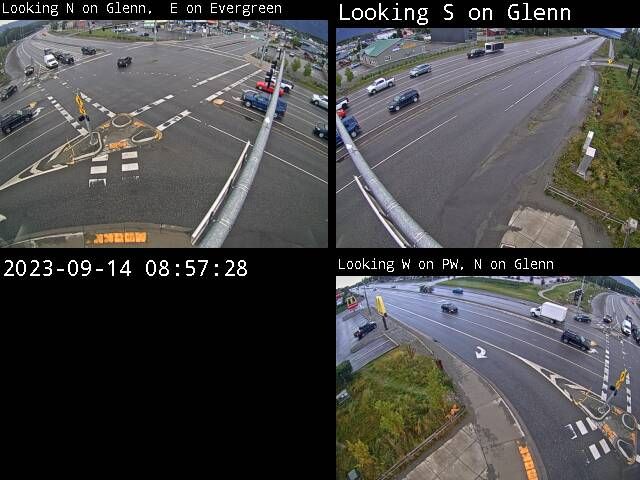 Looking N on Glenn, E on Evergreen
Looking S on Glenn
2023-09-14 08:57:28
Looking W on PW, N on Glenn